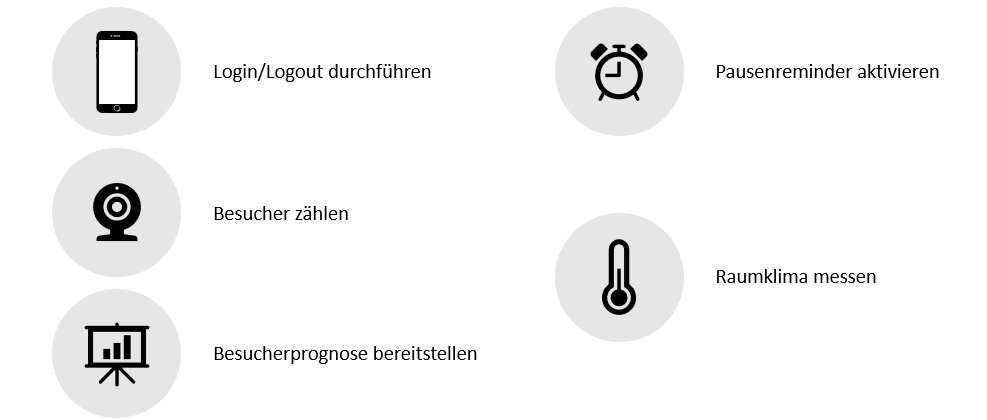 Login/Logout durchführen
Besucher zählen
Besucherprognose bereitstellen
Pausenreminder aktivieren
Raumklima messen